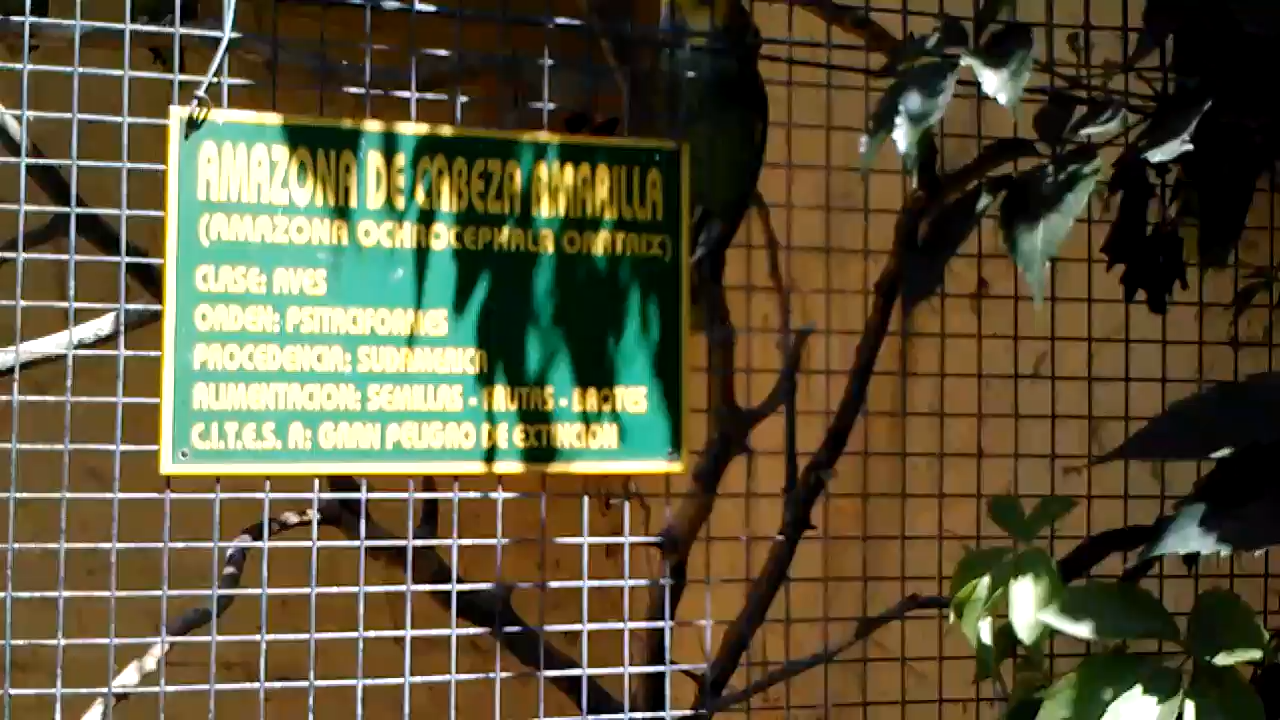 AMAZONA DE CABEZA AMARILLA
(AMAZONA OCHROCEPHALA ORATRIX)
CLASE: AVES
ORDEN: PSITACIFORMES
PROCEDENCIA: SUDAMERICA
ALIMENTACION: SEMILLAS - FRUTAS - BROTES
C.I.T.E.S. A: GRAN PELIGRO DE EXTINCION